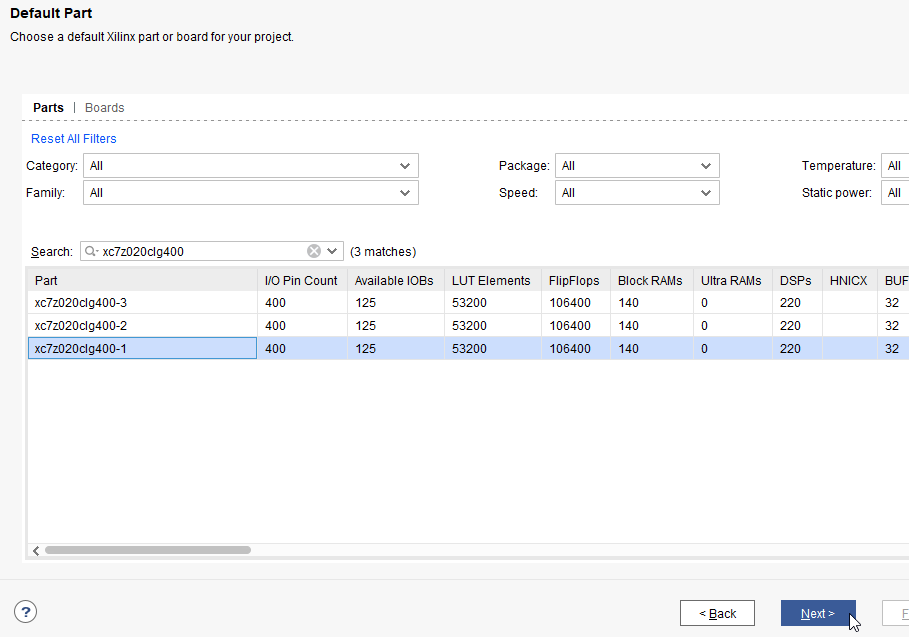 Default Part
Choose a default Xilinx part or board for your project.
Parts | Boards
Reset All Filters
Category: All Package: All Temperature: All
Family: All Speed: All Static power: All
Search: xc7z020clg400 (3 matches)
Part I/O Pin Count Available IOBs LUT Elements FlipFlops Block RAMs Ultra RAMs DSPs HNICX BUF
xc7z020clg400-3 400 125 53200 106400 140 0 220 32
xc7z020clg400-2 400 125 53200 106400 140 0 220 32
xc7z020clg400-1 400 125 53200 106400 140 0 220 32
? < Back Next > F